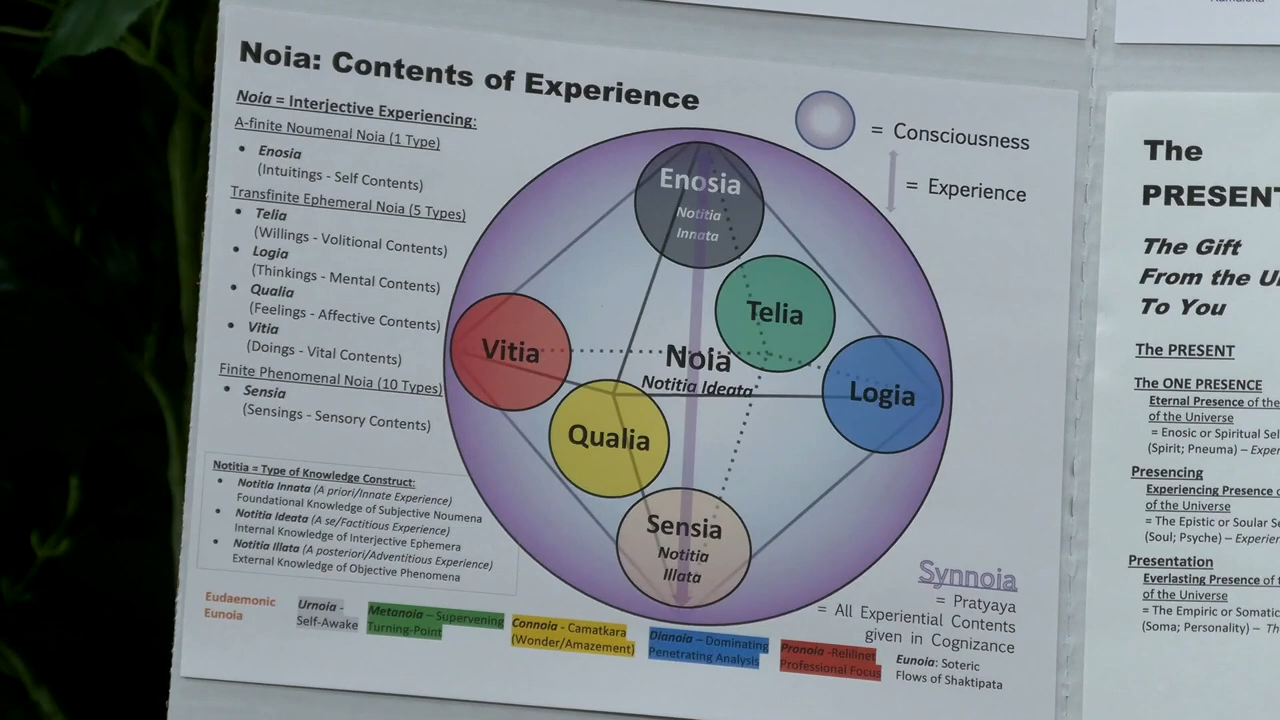 Noia: Contents of Experience
Noia = Interjective Experiencing:
A-finite Noumenal Noia (1 Type)
• Enosia
(Intuitings - Self Contents)
Transfinite Ephemeral Noia (5 Types)
• Telia
(Willings - Volitional Contents)
• Logia
(Thinkings - Mental Contents)
• Qualia
(Feelings - Affective Contents)
• Vitia
(Doings - Vital Contents)
Finite Phenomenal Noia (10 Types)
• Sensia
(Sensings - Sensory Contents)
Notitia = Type of Knowledge Construct:
• Notitia Innata (A priori/Innate Experience)
Foundational Knowledge of Subjective Noumena
• Notitia Ideata (A se/Factitious Experience)
Internal Knowledge of Interjective Ephemera
• Notitia Illata (A posteriori/Adventitious Experience)
External Knowledge of Objective Phenomena
= Consciousness
= Experience
Enosia
Notitia
Innata
Telia
Vitia
Noia
Notitia Ideata
Logia
Qualia
Sensia
Notitia
Illata
Synnoia
= Pratyaya
= All Experiential Contents
given in Cognizance
Eudaemonic
Eunoia
Urnoia -
Self-Awake
Metanoia – Supervening
Turning-Point
Connoia - Camatkara
(Wonder/Amazement)
Dianoia – Dominating
Penetrating Analysis
Pronoia -Reliliner
Professional Focus
Eunoia: Soteric
Flows of Shaktipata
The
PRESENT
The Gift
From the
To You
The PRESENT
The ONE PRESENCE
Eternal Presence of the
of the Universe
= Enosic or Spiritual
(Spirit; Pneuma) –
Presencing
Experiencing Presence
of the Universe
= The Epistic or Soular
(Soul; Psyche) –
Presentation
Everlasting Presence of
of the Universe
= The Empiric or Somatic
(Soma; Personality) –